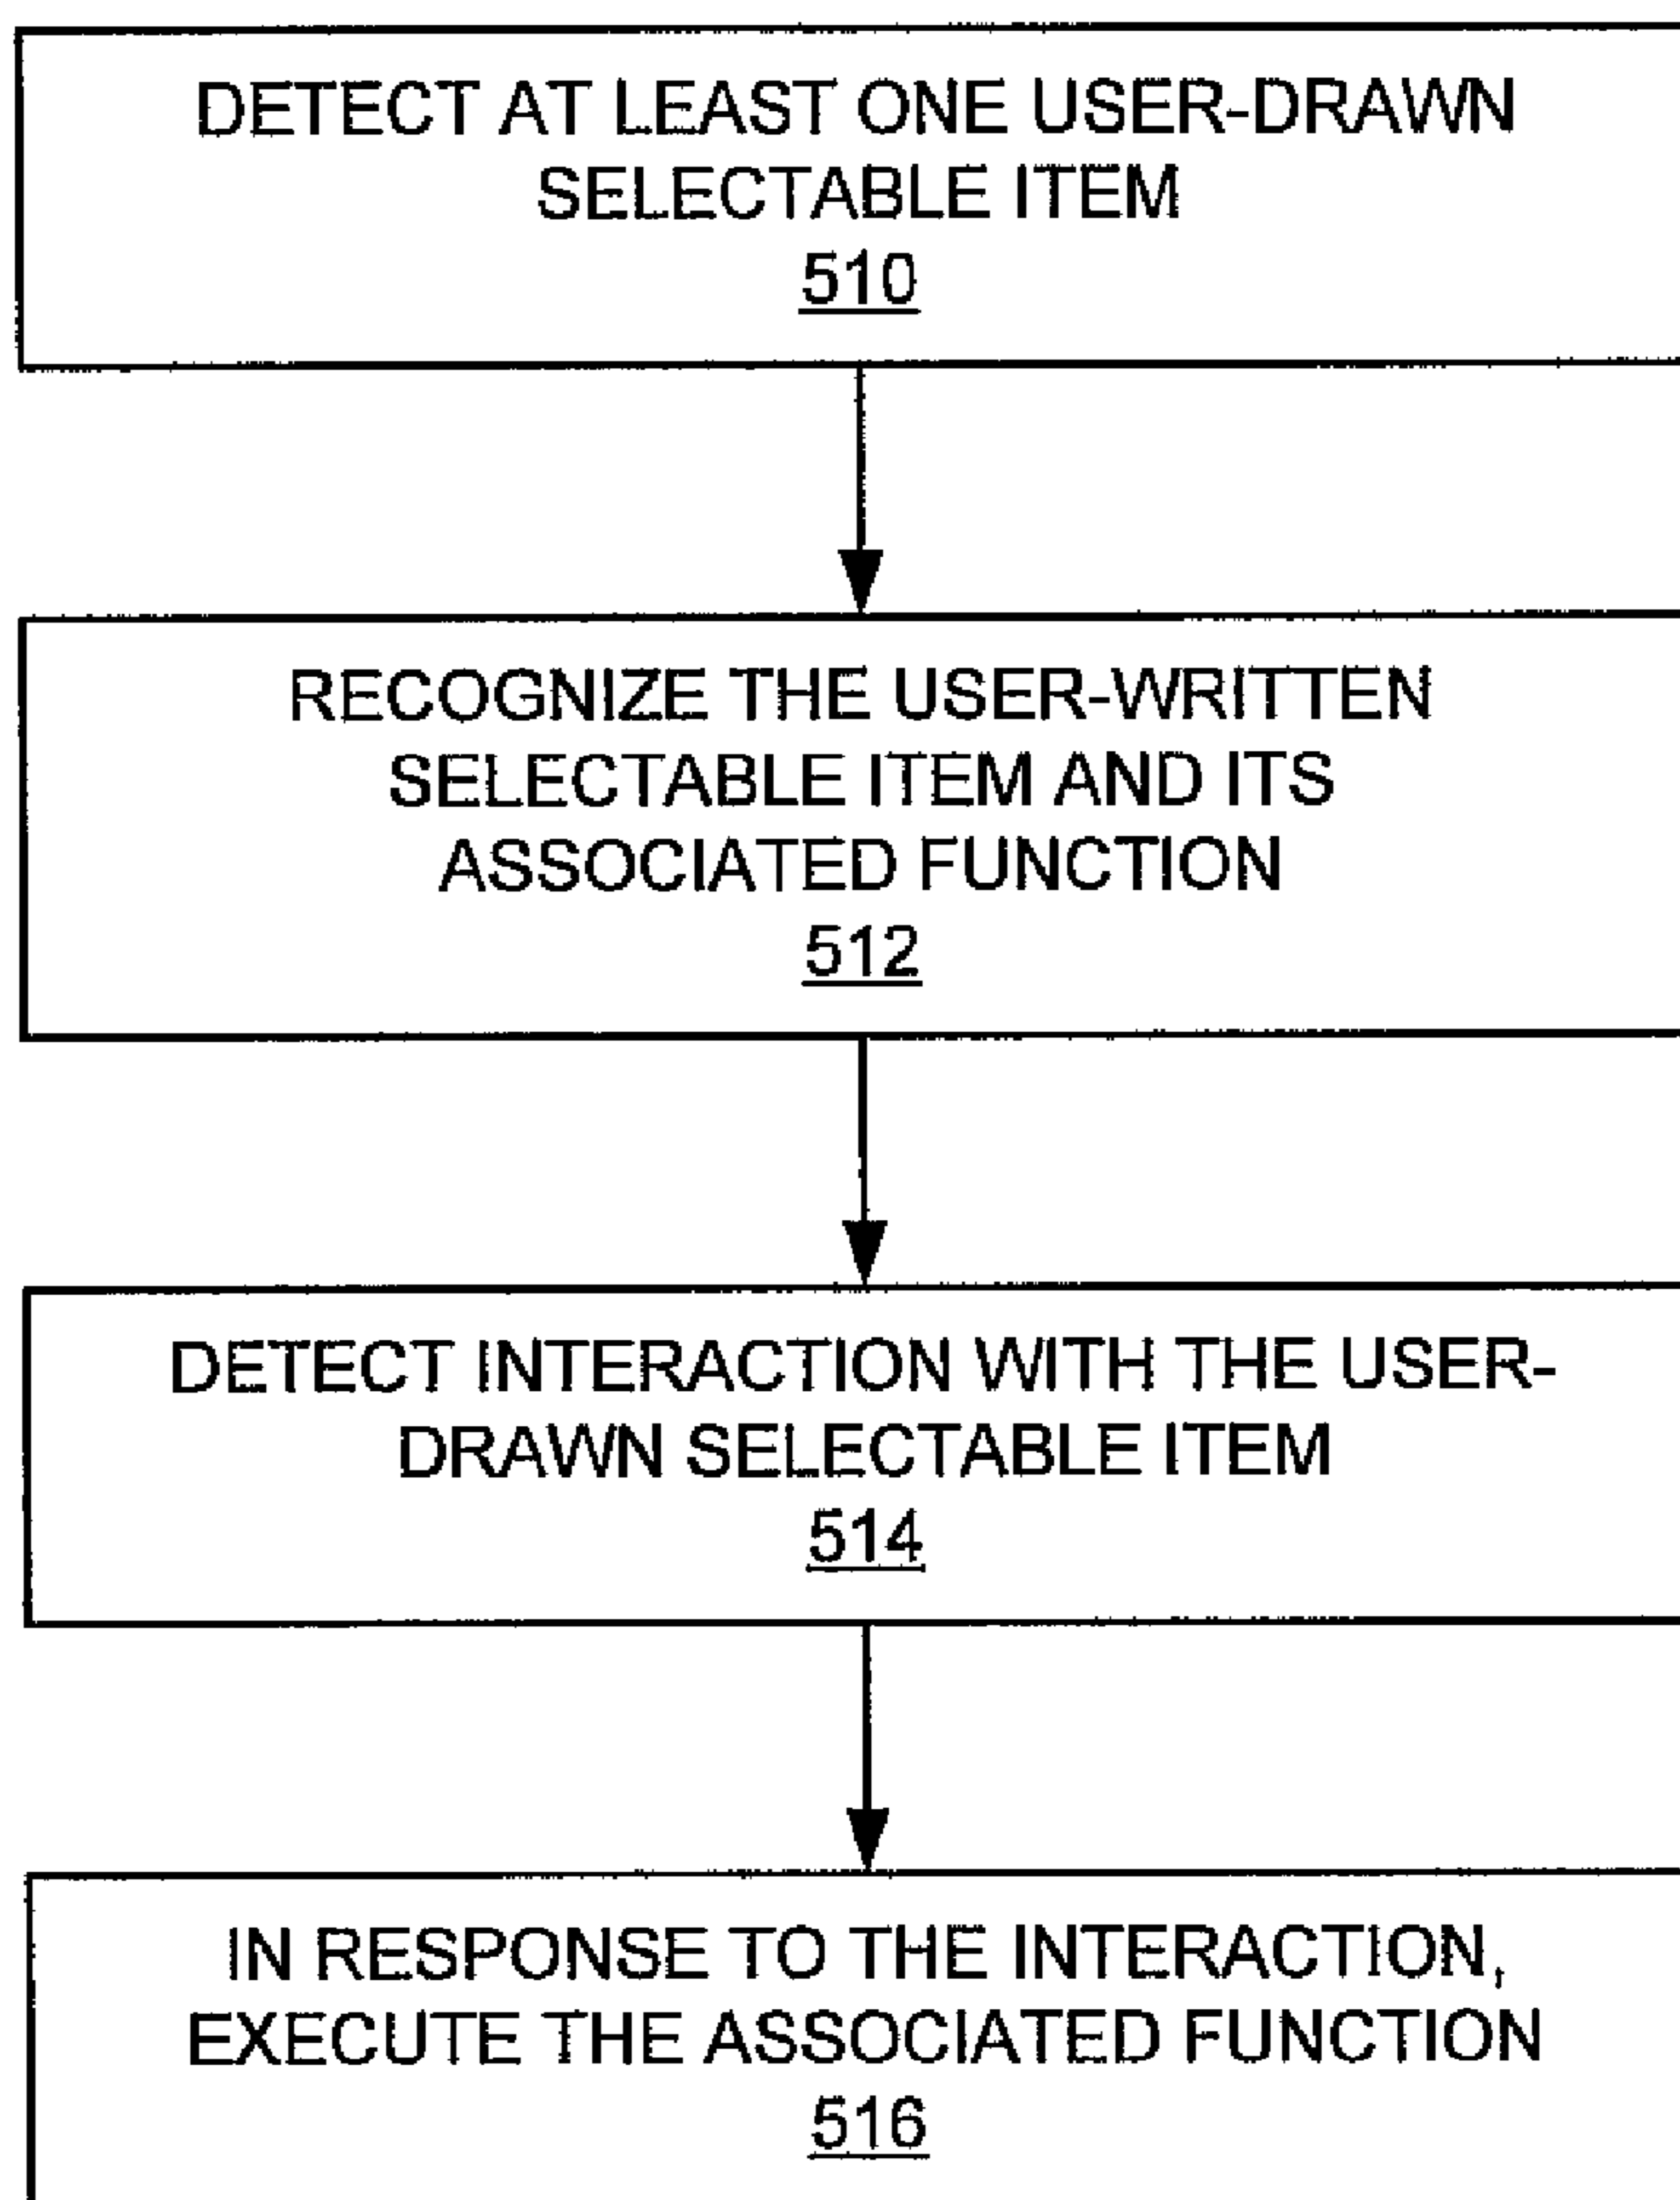 DETECT AT LEAST ONE USER-DRAWN
SELECTABLE ITEM
510
RECOGNIZE THE USER-WRITTEN
SELECTABLE ITEM AND ITS
ASSOCIATED FUNCTION
512
DETECT INTERACTION WITH THE USER-
DRAWN SELECTABLE ITEM
514
IN RESPONSE TO THE INTERACTION,
EXECUTE THE ASSOCIATED FUNCTION
516